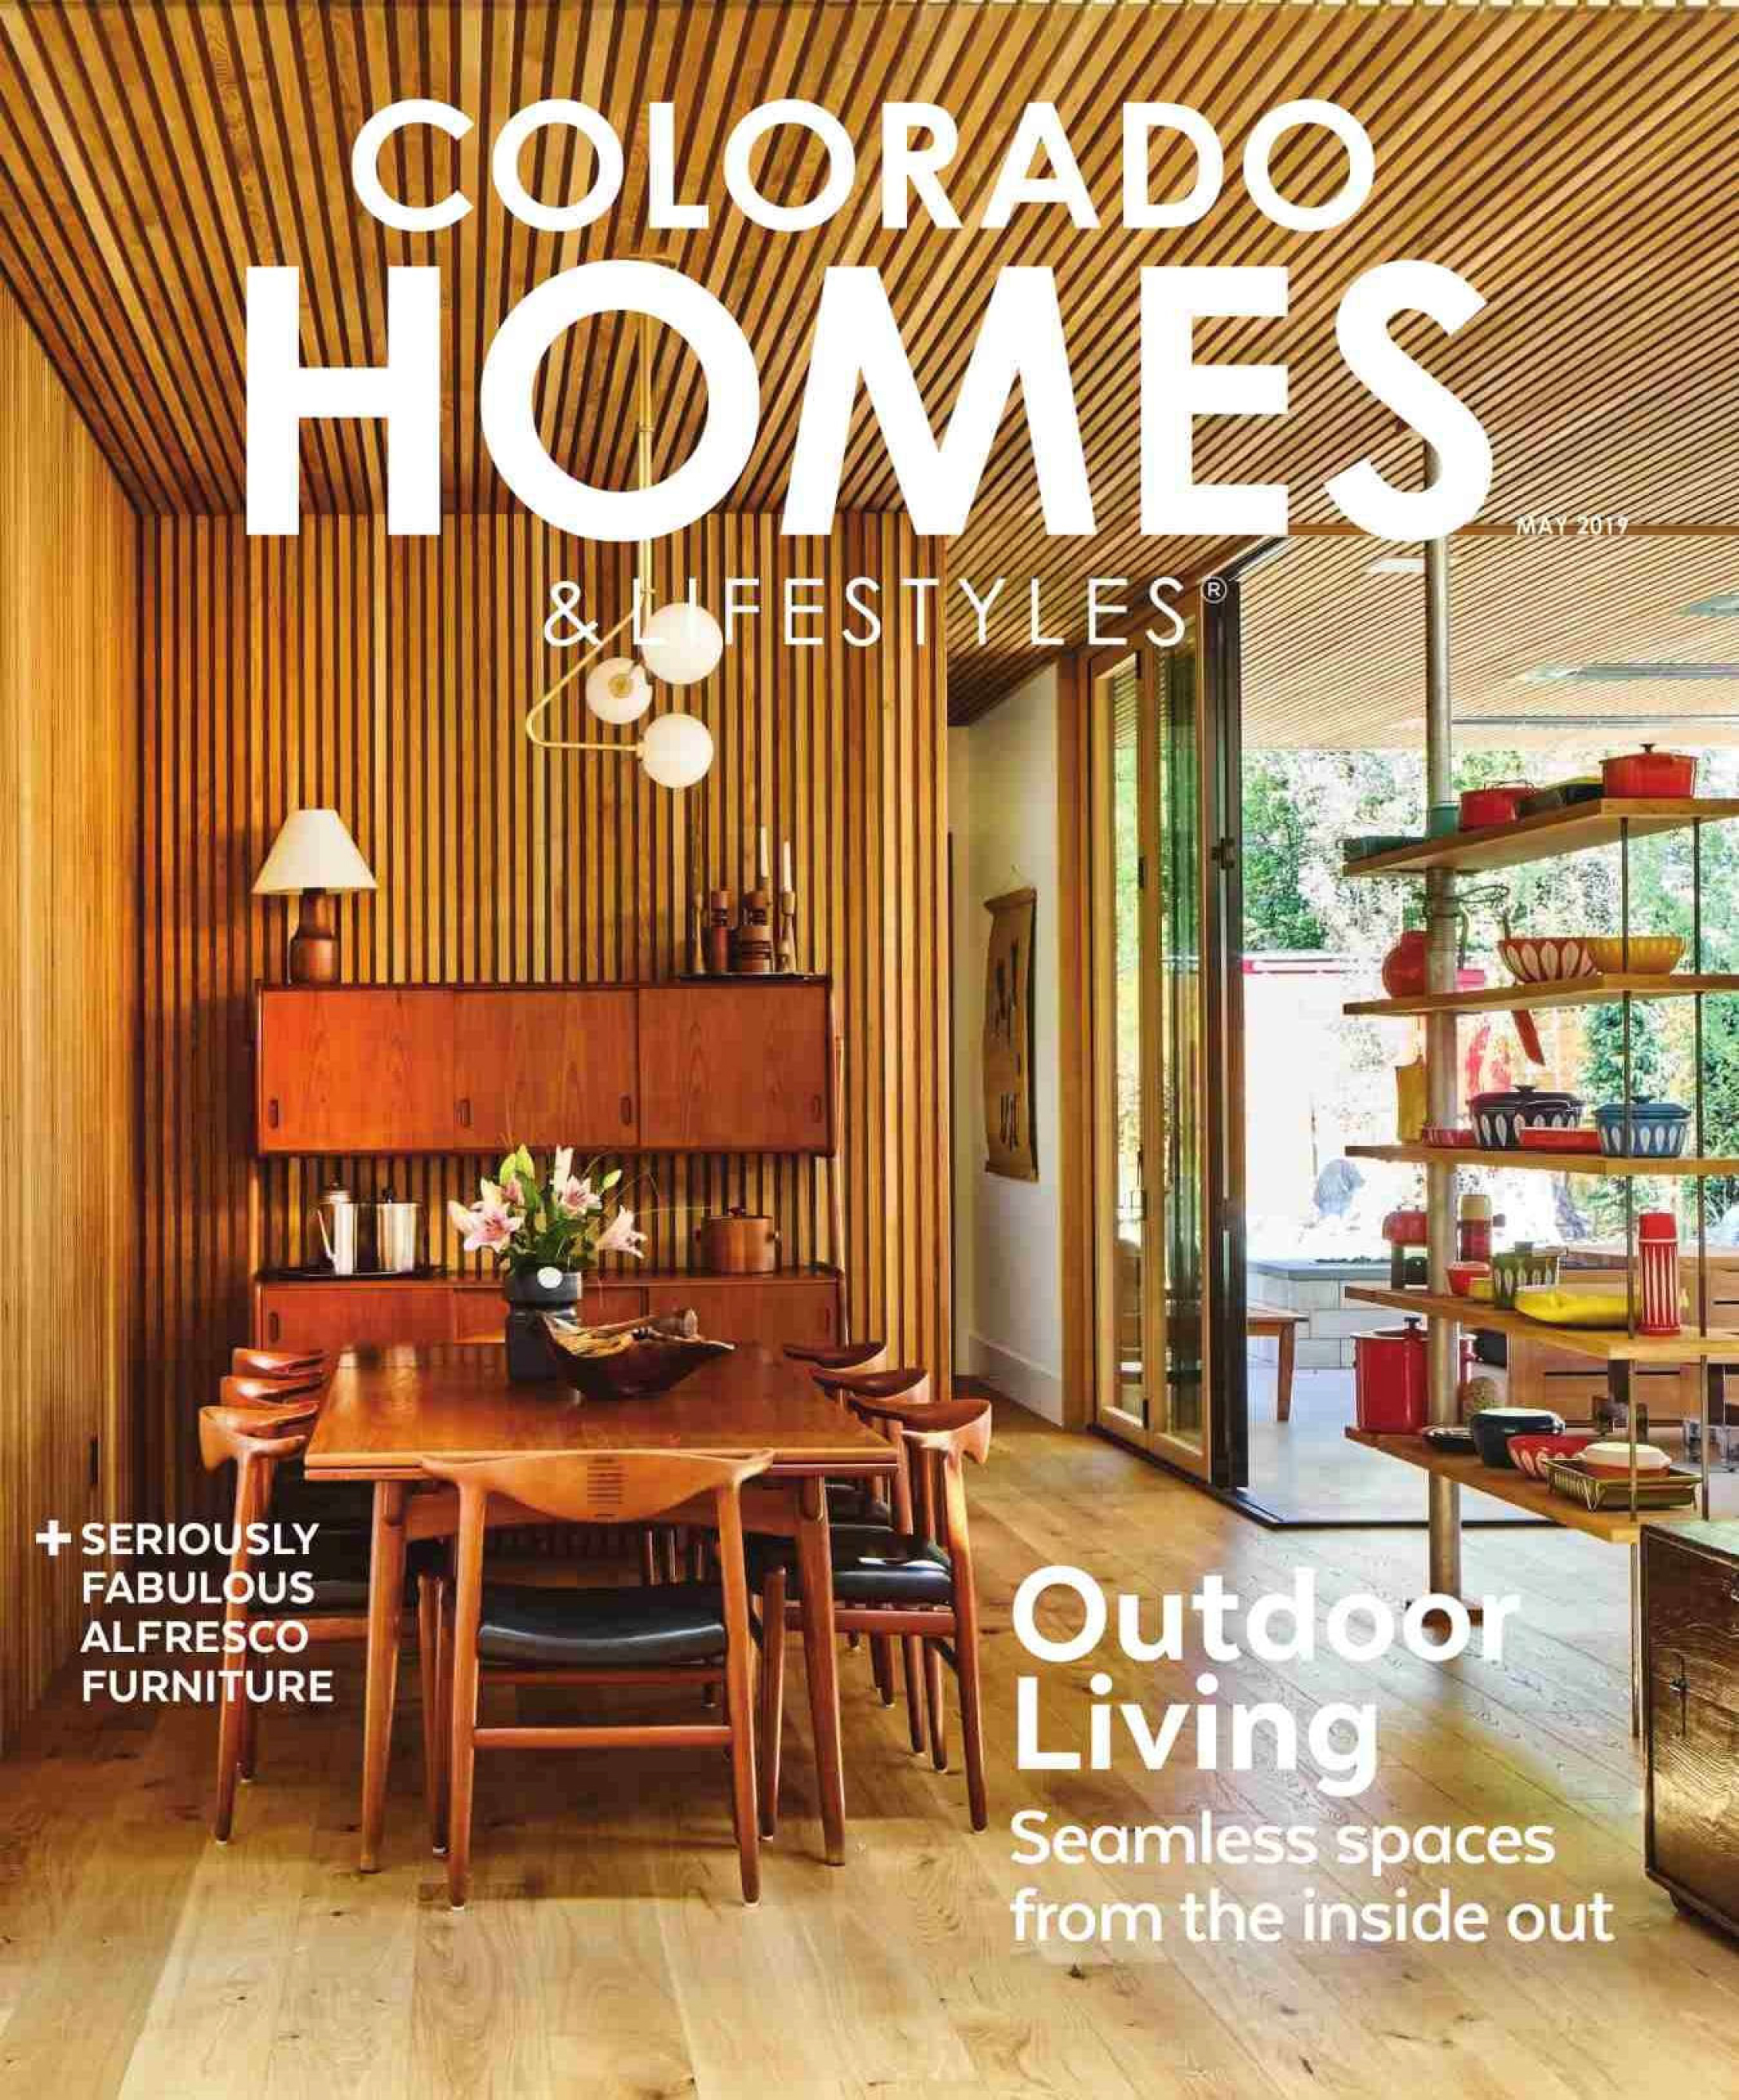 COLORADO
HOMES
MAY 2019
& LIFESTYLES®
+ SERIOUSLY
FABULOUS
ALFRESCO
FURNITURE
Outdoor
Living
Seamless spaces
from the inside out